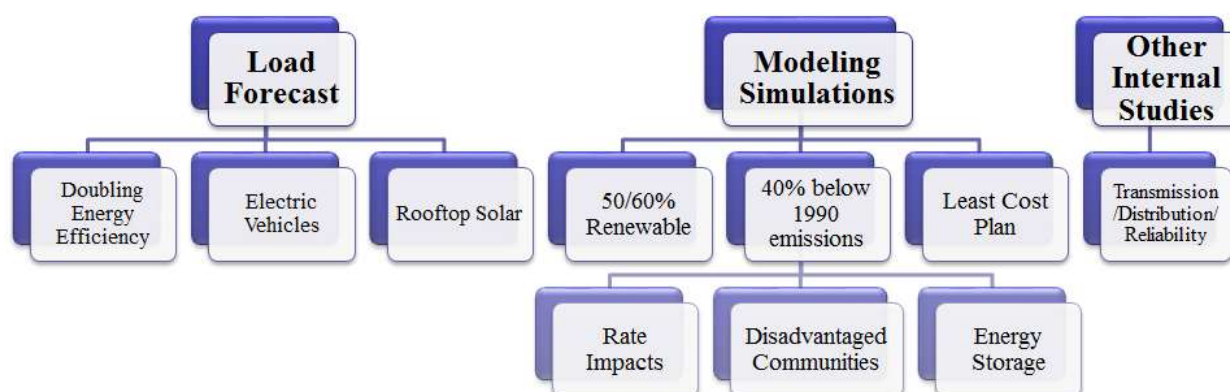 Load
Forecast
Modeling
Simulations
Other
Internal
Studies
Doubling
Energy
Efficiency
Electric
Vehicles
Rooftop Solar
50/60%
Renewable
40% below
1990
emissions
Least Cost
Plan
Transmission
/Distribution/
Reliability
Rate
Impacts
Disadvantaged
Communities
Energy
Storage